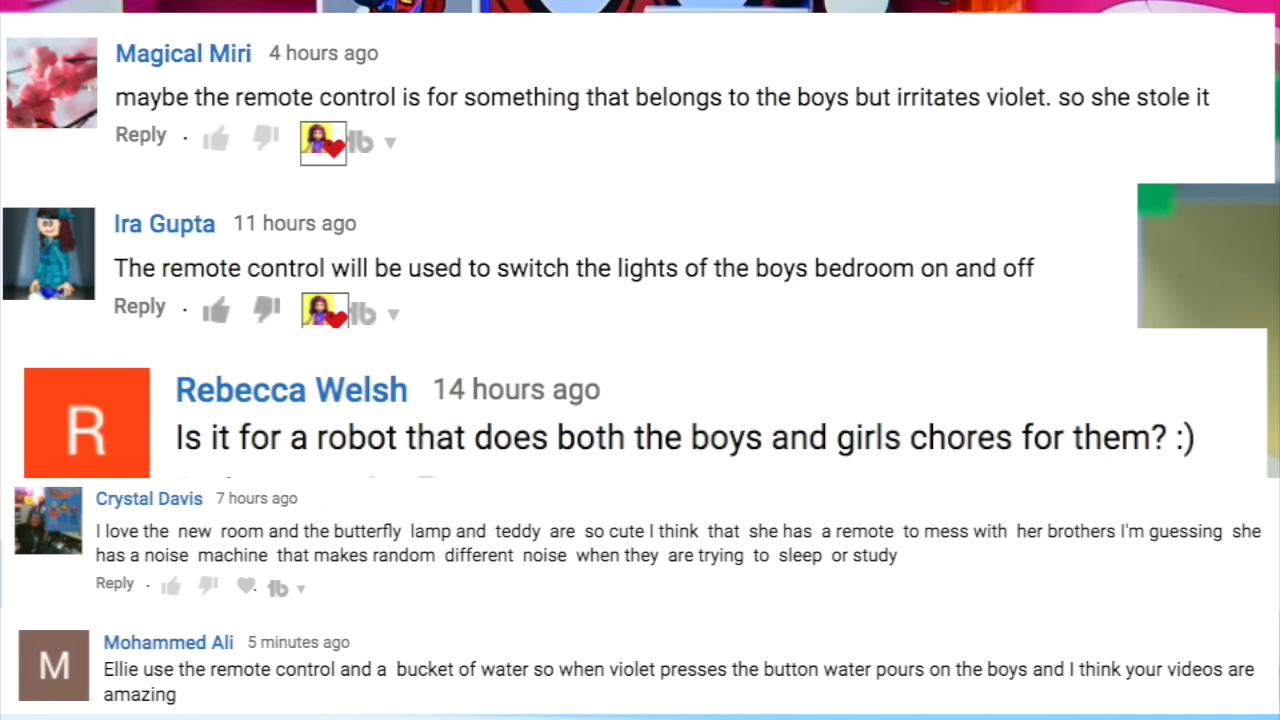 Magical Miri 4 hours ago
maybe the remote control is for something that belongs to the boys but irritates violet. so she stole it
Reply .
Ira Gupta 11 hours ago
The remote control will be used to switch the lights of the boys bedroom on and off
Reply .
R
Rebecca Welsh 14 hours ago
Is it for a robot that does both the boys and girls chores for them? :)
Crystal Davis 7 hours ago
I love the new room and the butterfly lamp and teddy are so cute I think that she has a remote to mess with her brothers I'm guessing she
has a noise machine that makes random different noise when they are trying to sleep or study
Reply .
M
Mohammed Ali 5 minutes ago
Ellie use the remote control and a bucket of water so when violet presses the button water pours on the boys and I think your videos are
amazing